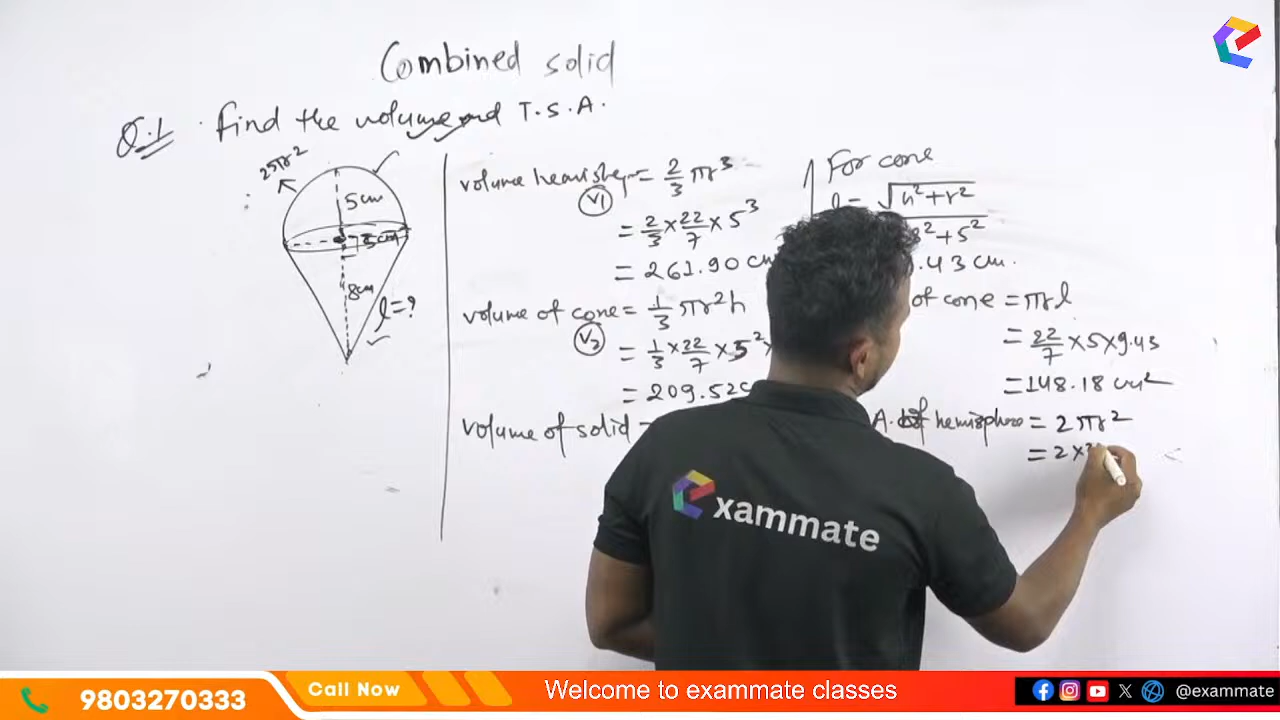 Combined solid
Q.1 . Find the volume and T.S.A.
2πr²
5cm
5cm
8cm
l=?
volume hemisphere = 2/3 πr³
V1
= 2/3 × 22/7 × 5³
= 261.90 cm
volume of cone = 1/3 πr²h
V2
= 1/3 × 22/7 × 5² ×
= 209.52
volume of solid =
For cone
l = √h²+r²
² + 5²
.43 cm.
of cone = πrl
= 22/7 × 5 × 9.43
= 148.18 cm²
A. of hemisphere = 2πr²
= 2 ×
exammate
9803270333
Call Now
Welcome to exammate classes
@exammate